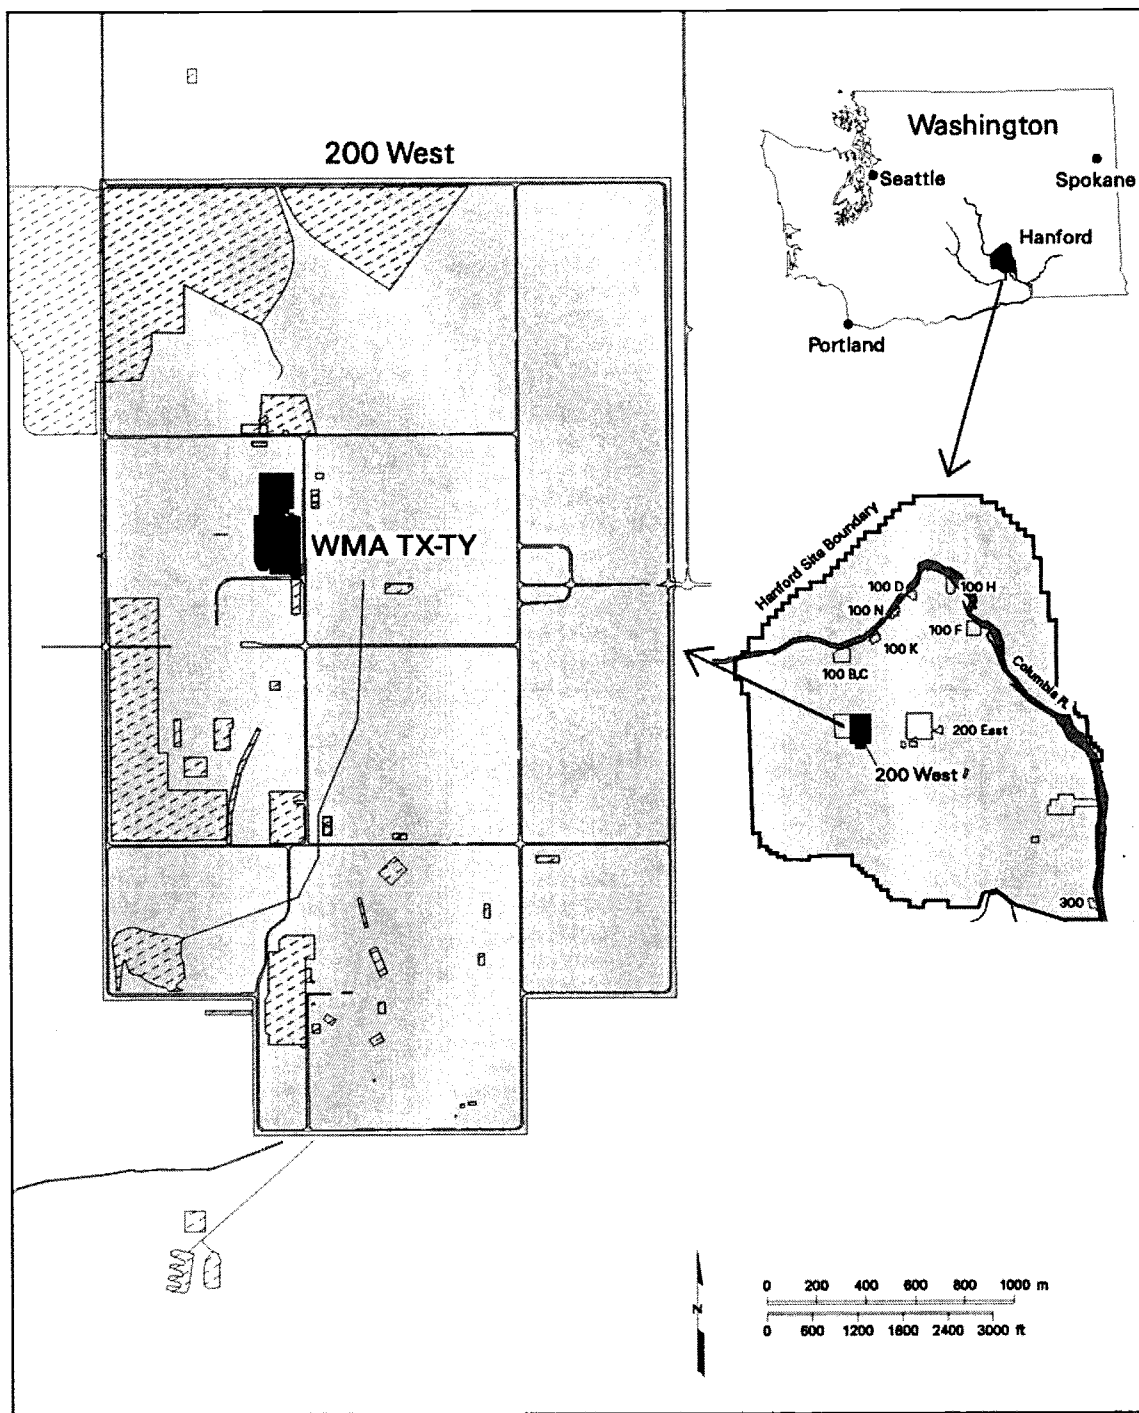 200 West
WMA TX-TY
Washington
Seattle
Spokane
Hanford
Portland
Hanford Site Boundary
100 D
100 H
100 N
100 F
100 K
100 B,C
Columbia R.
200 East
200 West
300
N
0 200 400 600 800 1000 m
0 600 1200 1800 2400 3000 ft